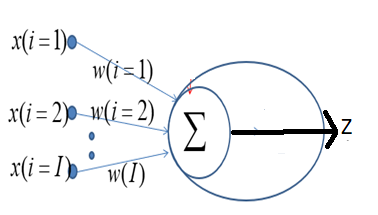 x(i=1)
w(i=1)
x(i=2)
w(i=2)
∑
Z
x(i=I)
w(I)